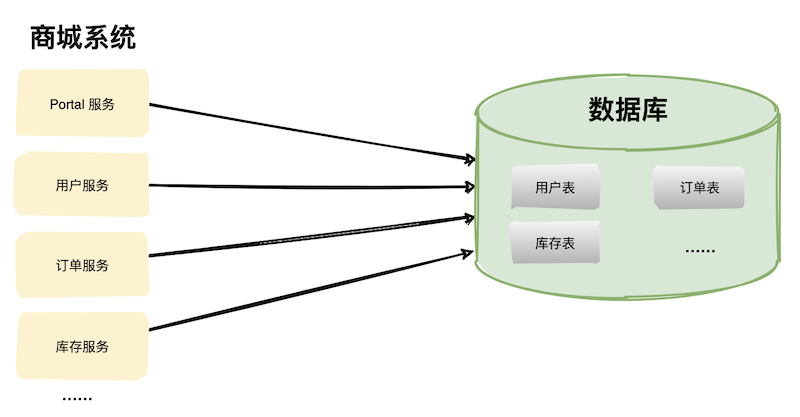 商城系统
Portal 服务
用户服务
订单服务
库存服务
......
数据库
用户表
订单表
库存表
......